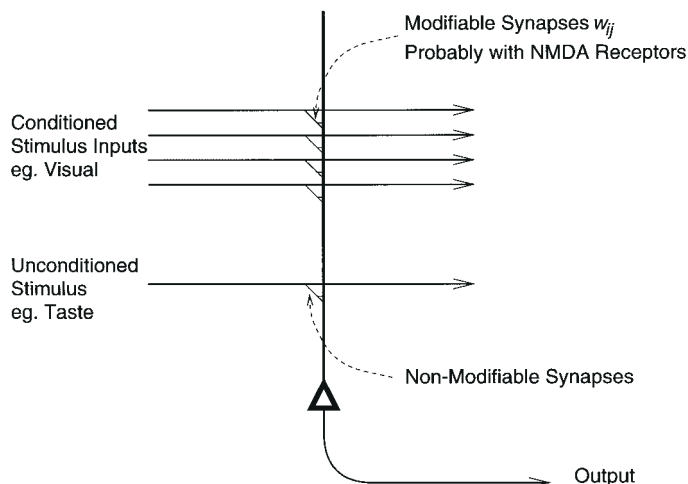 Modifiable Synapses wij
Probably with NMDA Receptors
Conditioned
Stimulus Inputs
eg. Visual
Unconditioned
Stimulus
eg. Taste
Non-Modifiable Synapses
Output